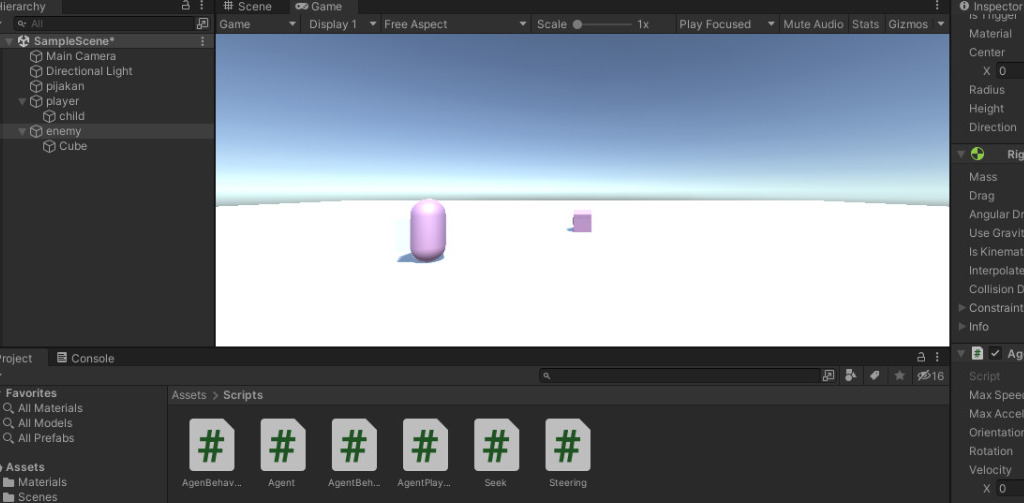 Hierarchy
All
SampleScene*
Main Camera
Directional Light
pijakan
player
child
enemy
Cube
Scene
Game
Game
Display 1
Free Aspect
Scale
1x
Play Focused
Mute Audio
Stats
Gizmos
Inspector
Is Trigger
Material
Center
X 0
Radius
Height
Direction
Rig
Mass
Drag
Angular Dr
Use Gravit
Is Kinemat
Interpolate
Collision D
Constraint
Info
Age
Script
Max Speed
Max Accel
Orientation
Rotation
Velocity
X 0
Project
Console
16
Favorites
All Materials
All Models
All Prefabs
Assets
Materials
Scenes
Assets > Scripts
AgenBehav...
Agent
AgentBeh...
AgentPlay...
Seek
Steering